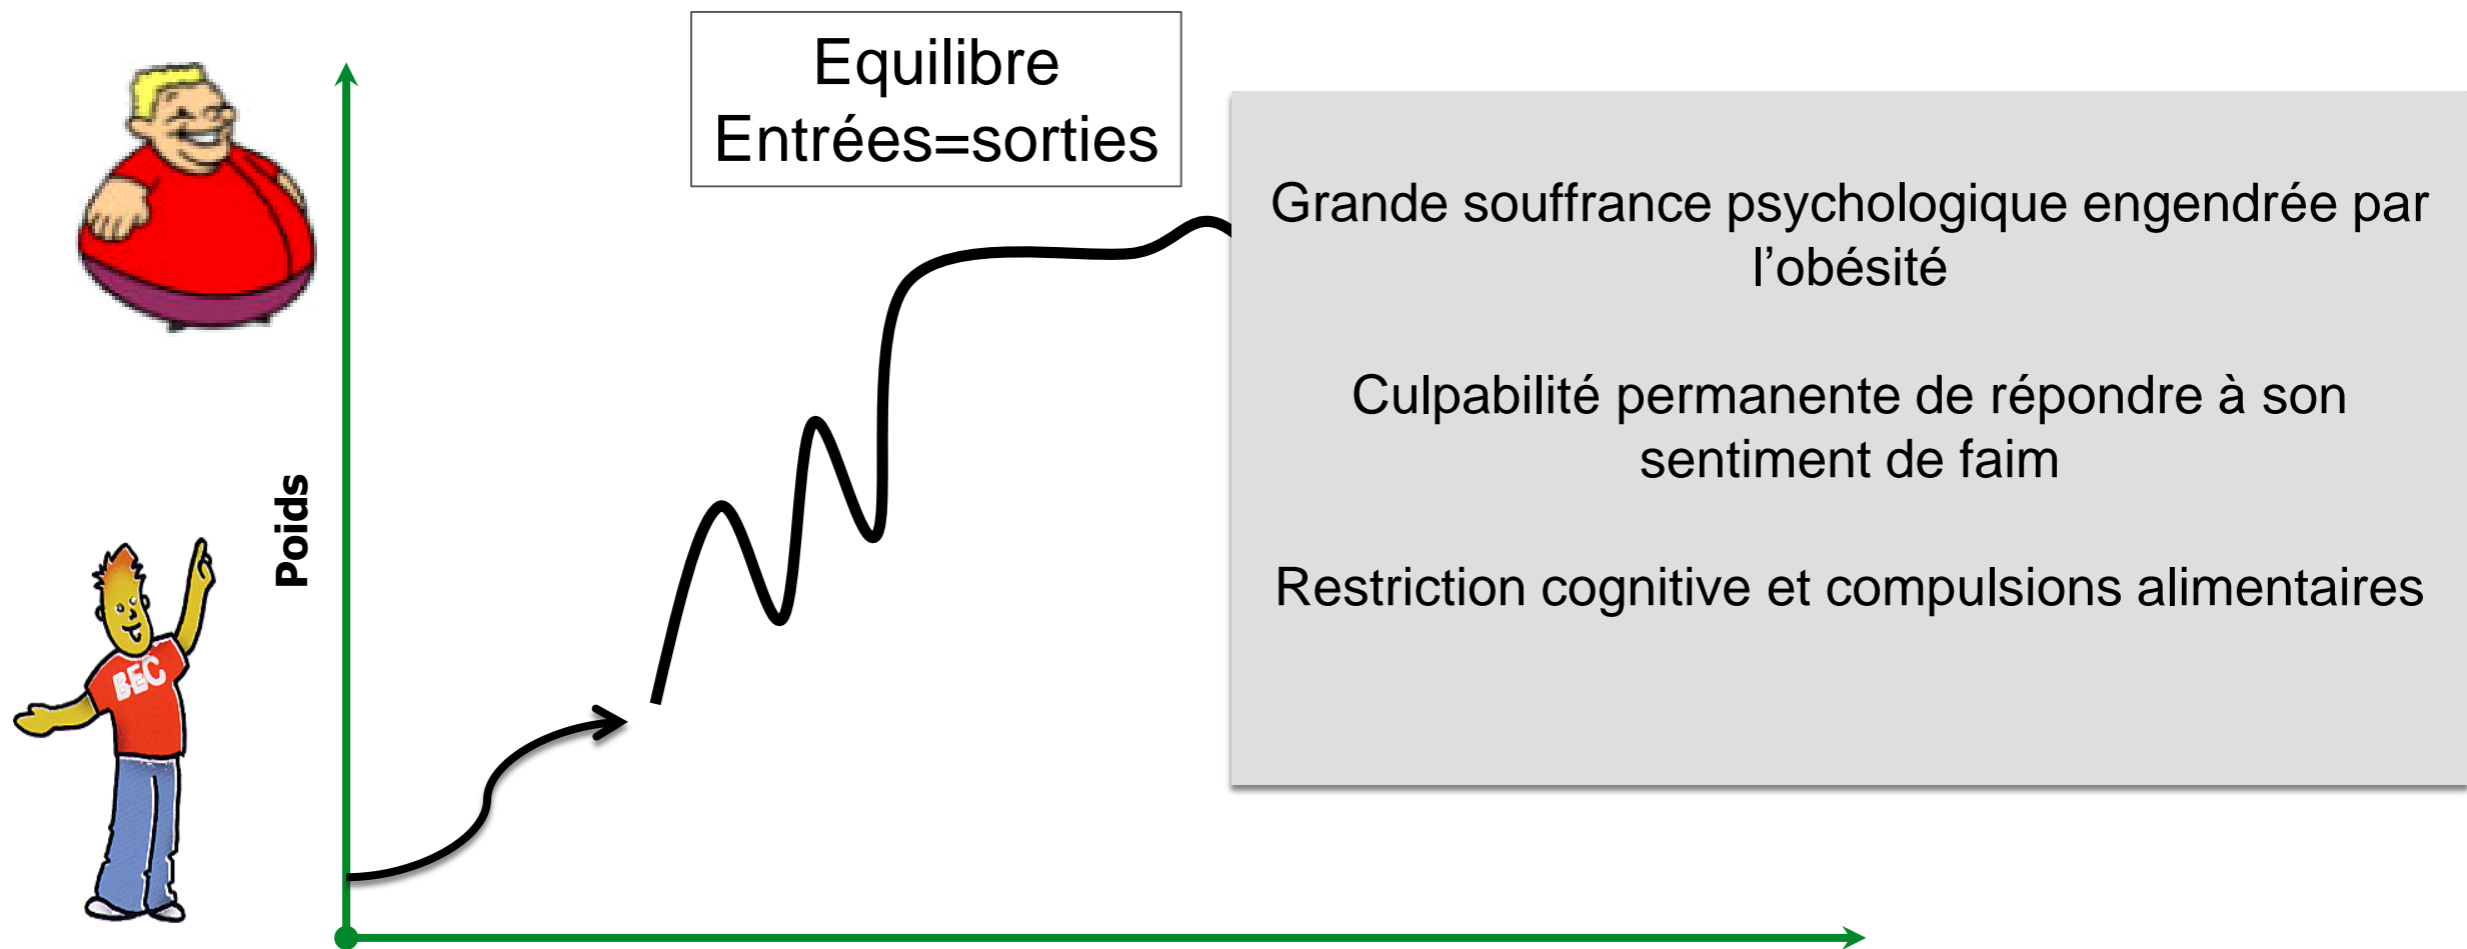 Equilibre
Entrées=sorties
Grande souffrance psychologique engendrée par
l’obésité
Culpabilité permanente de répondre à son
sentiment de faim
Restriction cognitive et compulsions alimentaires
Poids
BEC